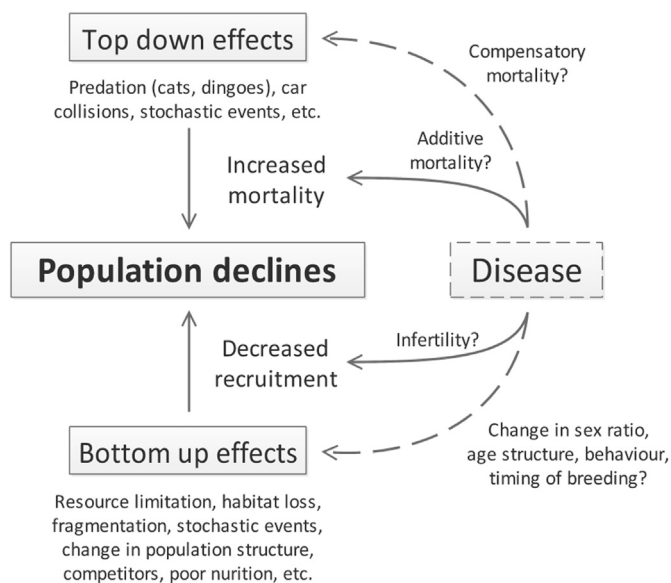 Top down effects
Predation (cats, dingoes), car
collisions, stochastic events, etc.
Compensatory
mortality?
Additive
mortality?
Increased
mortality
Population declines
Disease
Decreased
recruitment
Infertility?
Bottom up effects
Change in sex ratio,
age structure, behaviour,
timing of breeding?
Resource limitation, habitat loss,
fragmentation, stochastic events,
change in population structure,
competitors, poor nurition, etc.